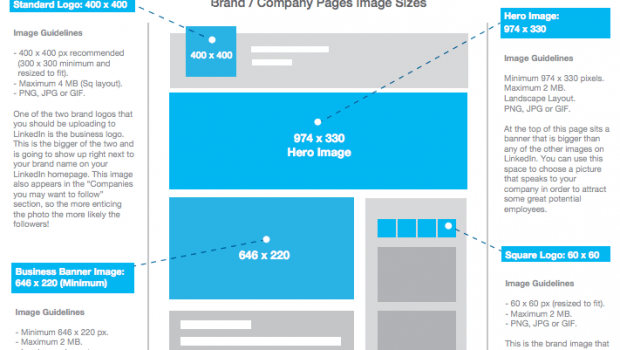 Brand / Company Pages Image Sizes
Standard Logo: 400 x 400
Image Guidelines
- 400 x 400 px recommended
(300 x 300 minimum and
resized to fit).
- Maximum 4 MB (Sq layout).
- PNG, JPG or GIF.
One of the two brand logos that
you should be uploading to
LinkedIn is the business logo.
This is the bigger of the two and
is going to show up right next to
your brand name on your
LinkedIn homepage. This image
also appears in the "Companies
you may want to follow"
section, so the more enticing
the photo the more likely the
followers!
Business Banner Image:
646 x 220 (Minimum)
Image Guidelines
- Minimum 646 x 220 px.
- Maximum 2 MB.
400 x 400
974 x 330
Hero Image
646 x 220
Hero Image:
974 x 330
Image Guidelines
Minimum 974 x 330 pixels.
Maximum 2 MB.
Landscape Layout.
PNG, JPG or GIF.
At the top of this page sits a
banner that is bigger than
any of the other images on
LinkedIn. You can use this
space to choose a picture
that speaks to your
company in order to attract
some great potential
employees.
Square Logo: 60 x 60
Image Guidelines
- 60 x 60 px (resized to fit).
- Maximum 2 MB.
- PNG, JPG or GIF.
This is the brand image that